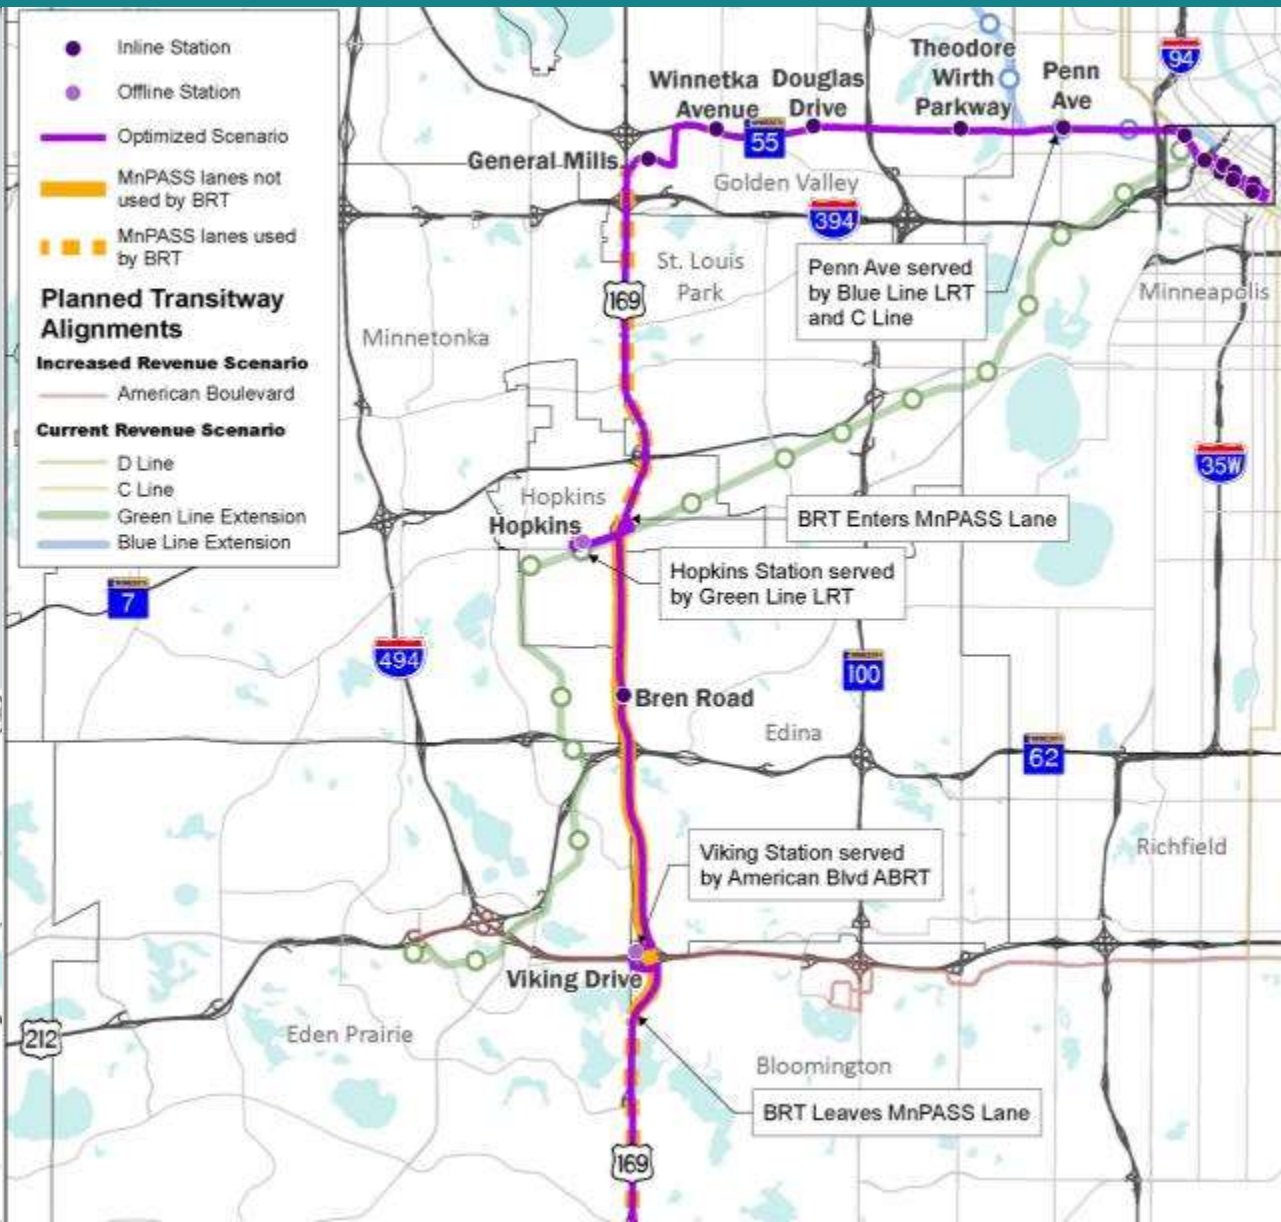 Inline Station
Offline Station
Optimized Scenario
MnPASS lanes not
used by BRT
MnPASS lanes used
by BRT
Planned Transitway
Alignments
Increased Revenue Scenario
American Boulevard
Current Revenue Scenario
D Line
C Line
Green Line Extension
Blue Line Extension
Theodore
Wirth
Parkway
Penn
Ave
94
Winnetka
Avenue
Douglas
Drive
55
General Mills
Golden Valley
394
St. Louis
Park
Penn Ave served
by Blue Line LRT
and C Line
Minneapolis
169
Minnetonka
35W
Hopkins
Hopkins
BRT Enters MnPASS Lane
Hopkins Station served
by Green Line LRT
7
494
100
Bren Road
Edina
62
Viking Station served
by American Blvd ABRT
Richfield
Viking Drive
212
Eden Prairie
Bloomington
BRT Leaves MnPASS Lane
169